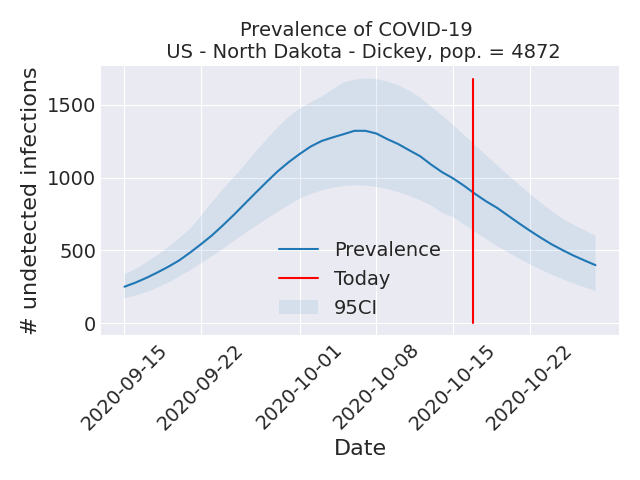 Prevalence of COVID-19
US - North Dakota - Dickey, pop. = 4872
# undetected infections
1500
1000
500
0
Prevalence
Today
95CI
2020-09-15
2020-09-22
2020-10-01
2020-10-08
2020-10-15
2020-10-22
Date